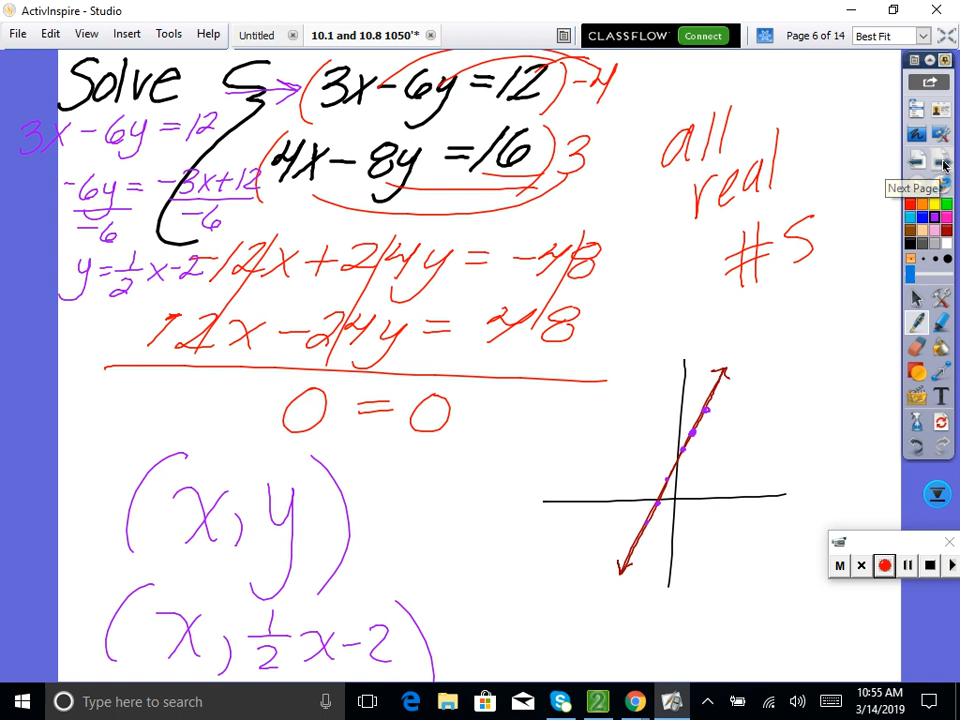 ActivInspire - Studio
File Edit View Insert Tools Help Untitled 10.1 and 10.8 1050'* CLASSFLOW Connect Page 6 of 14 Best Fit
Next Page
Solve { (3x-6y=12)-4
(4x-8y=16)3
3x-6y=12
-6y=-3x+12
-6 -6
y=1/2x-2
-12x+24y=-48
12x-24y=48
0=0
all
real
#s
(x,y)
(x,1/2x-2)
M
Type here to search
10:55 AM
3/14/2019